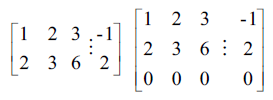 [1 2 3 ⋮ -1]
[2 3 6 ⋮ 2]
[1 2 3 -1]
[2 3 6 ⋮ 2]
[0 0 0 0]